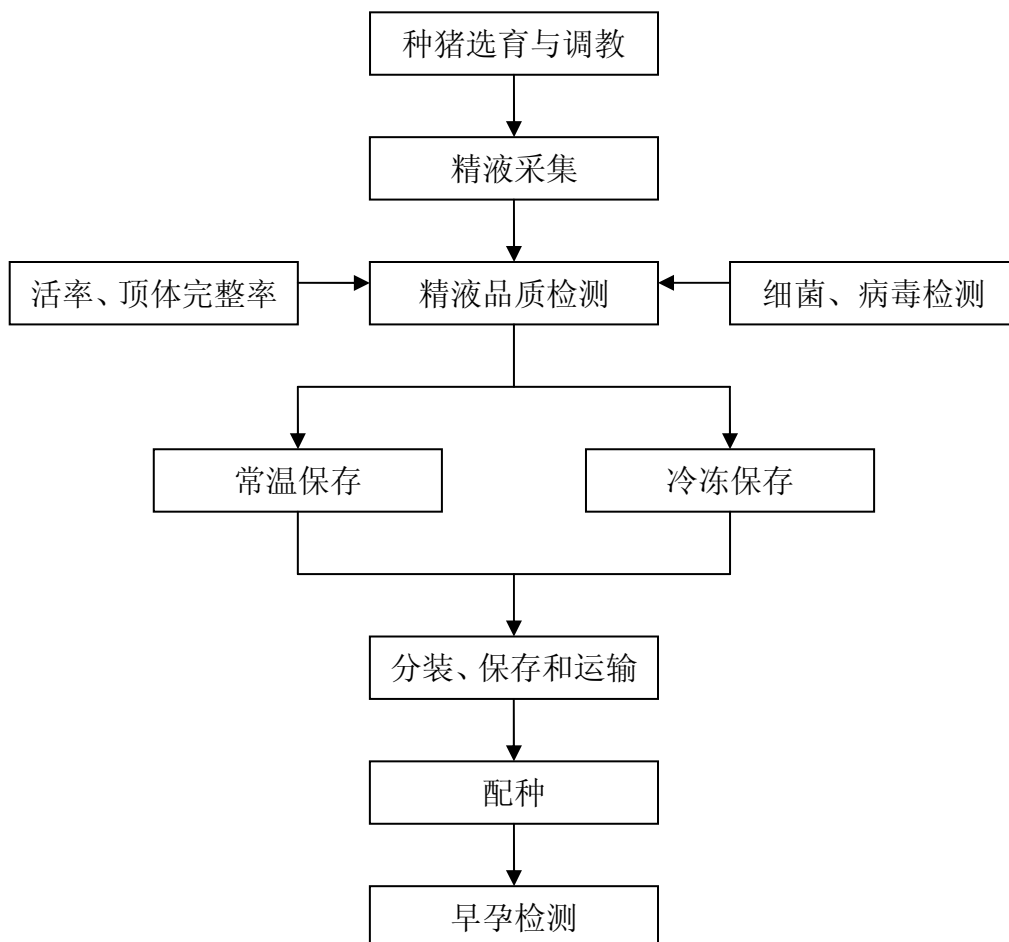 种猪选育与调教
精液采集
活率、顶体完整率
精液品质检测
细菌、病毒检测
常温保存
冷冻保存
分装、保存和运输
配种
早孕检测